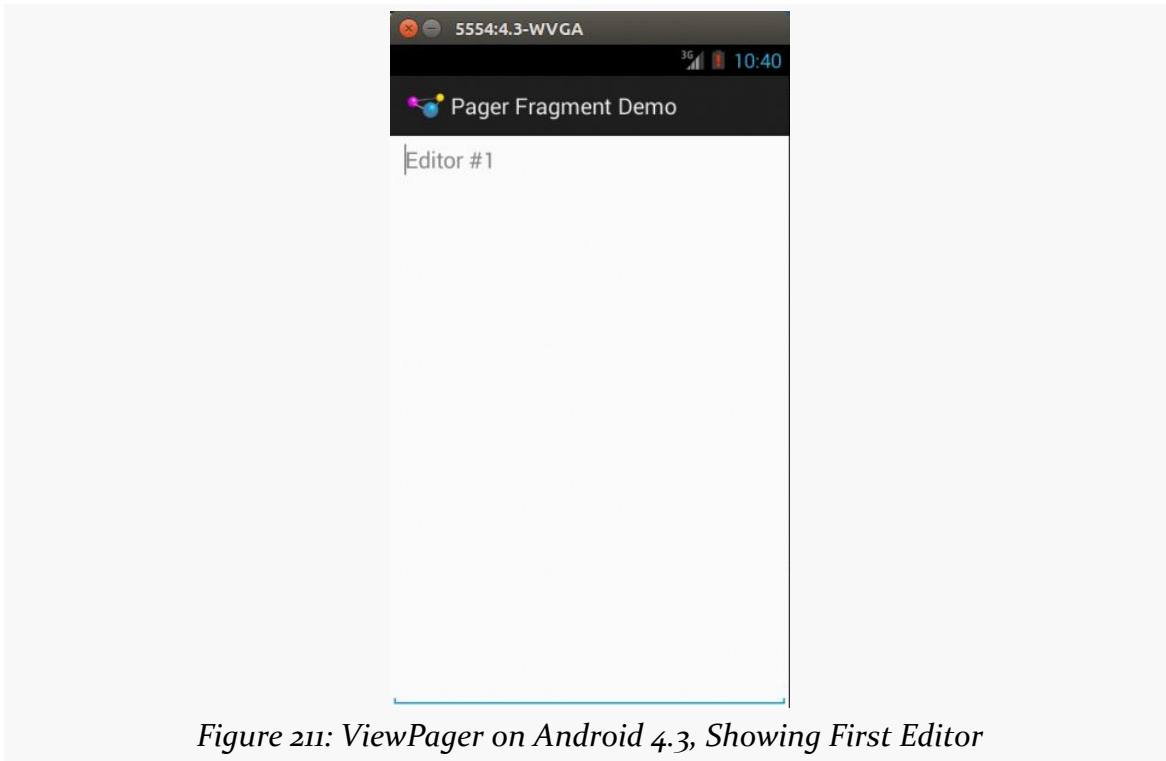 5554:4.3-WVGA
3G 10:40
Pager Fragment Demo
Editor #1
Figure 211: ViewPager on Android 4.3, Showing First Editor